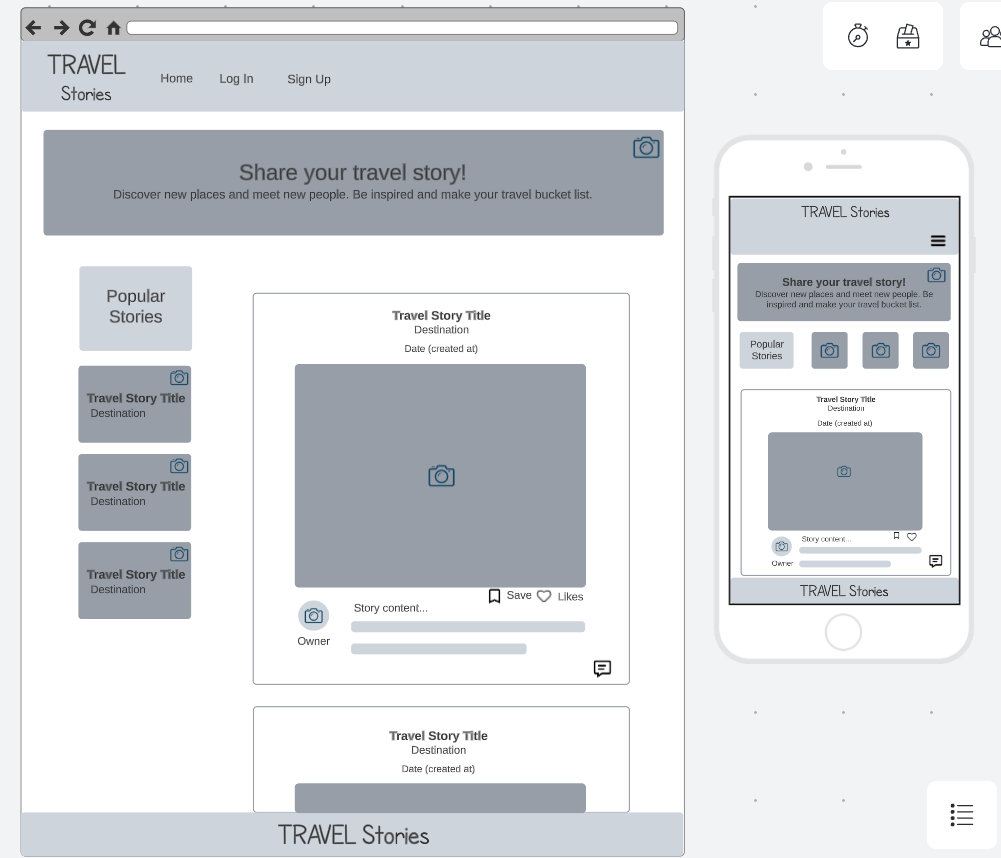 TRAVEL
Stories
Home Log In Sign Up
Share your travel story!
Discover new places and meet new people. Be inspired and make your travel bucket list.
Popular
Stories
Travel Story Title
Destination
Travel Story Title
Destination
Travel Story Title
Destination
Travel Story Title
Destination
Date (created at)
Save Likes
Story content...
Owner
Travel Story Title
Destination
Date (created at)
TRAVEL Stories
TRAVEL Stories
Share your travel story!
Discover new places and meet new people. Be
inspired and make your travel bucket list.
Popular
Stories
Travel Story Title
Destination
Date (created at)
Story content...
Owner
TRAVEL Stories